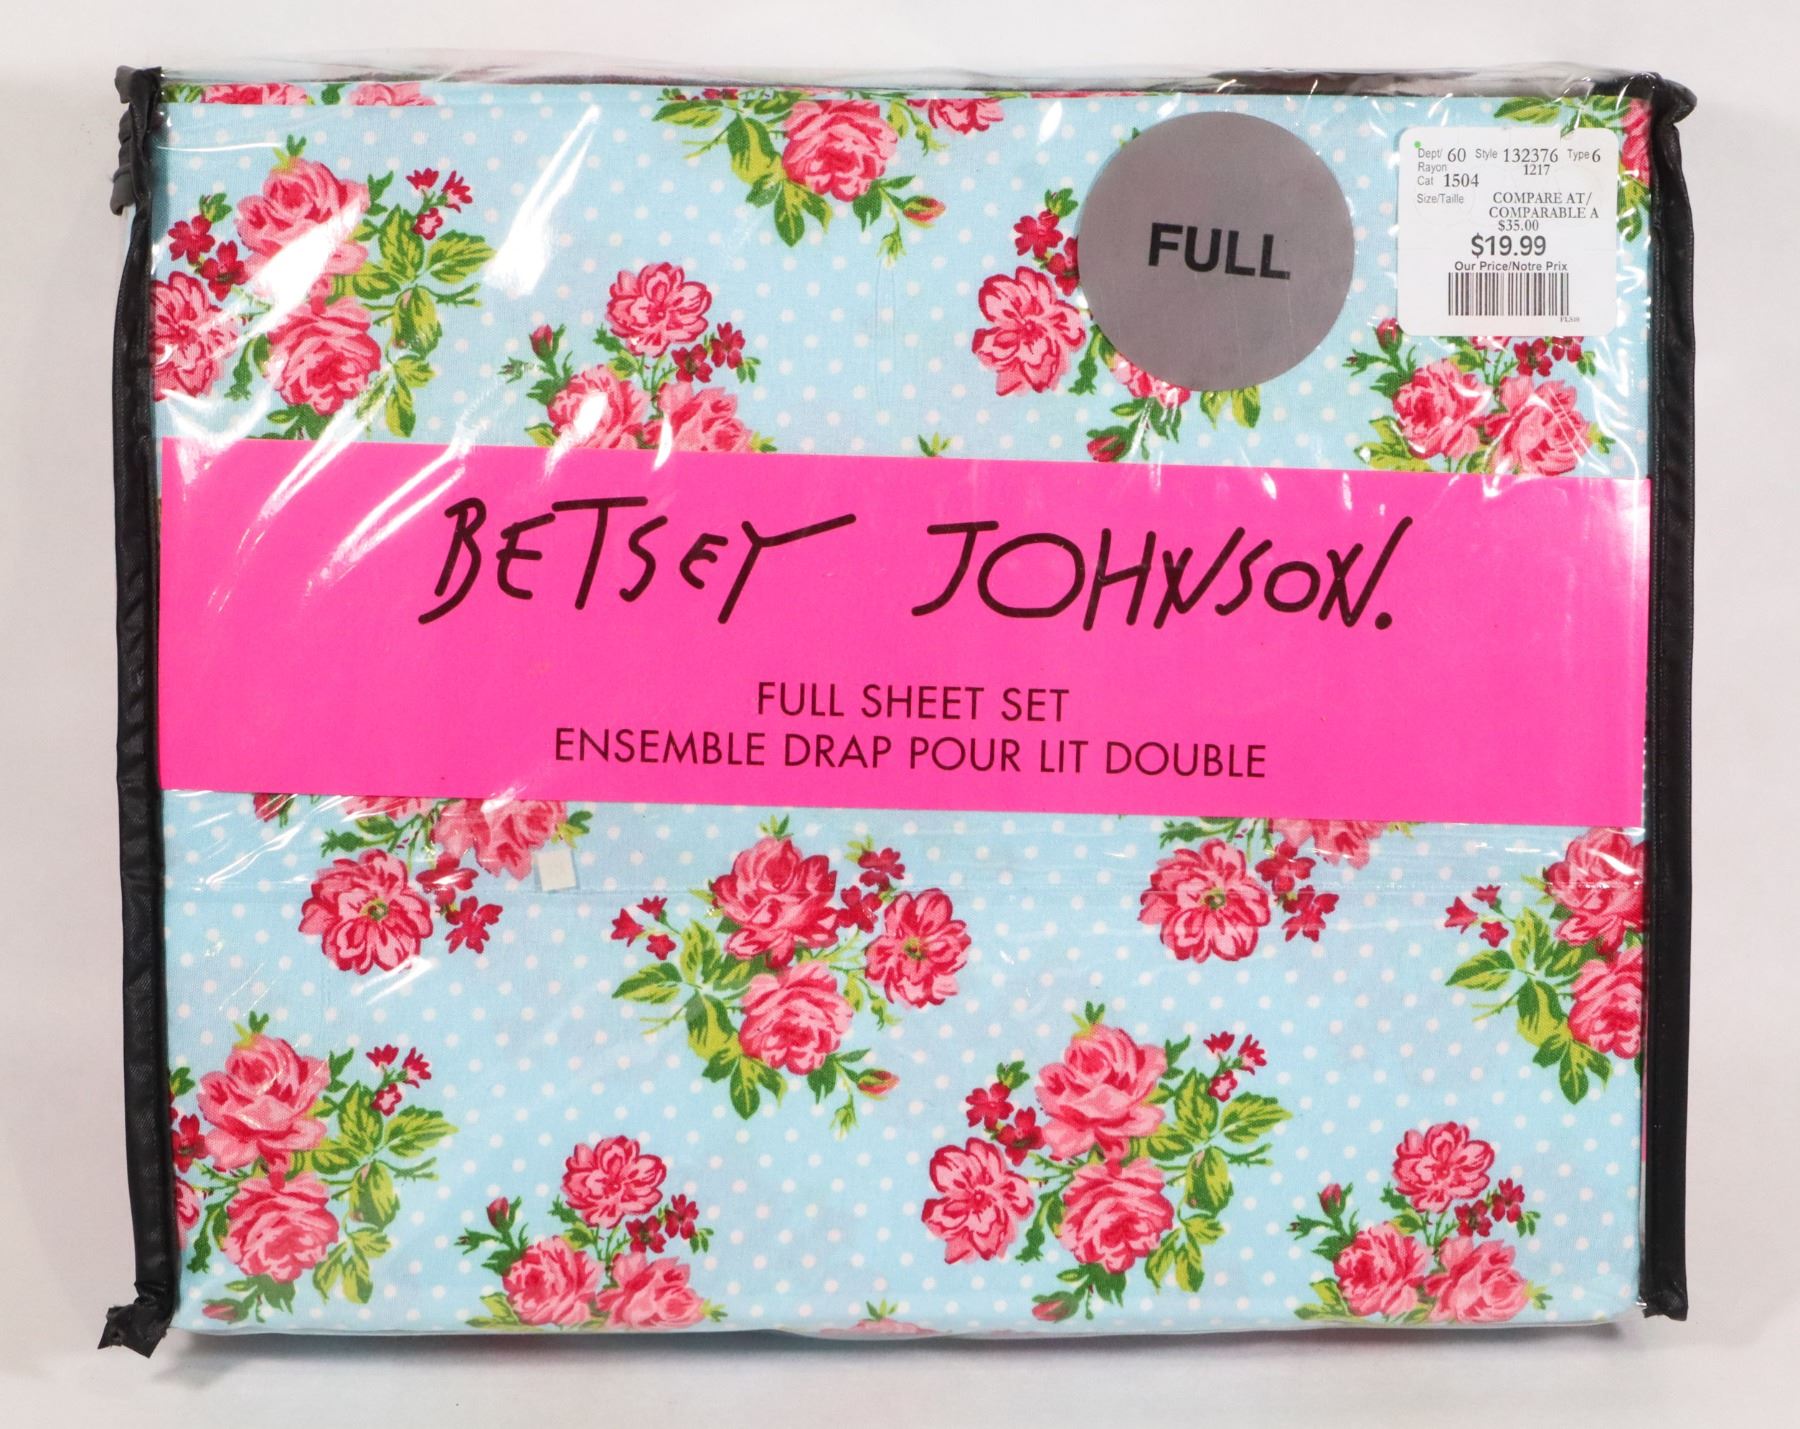 FULL
Dept/ 60 Style 132376 Type 6
Rayon 1217
Cat 1504
Size/Taille COMPARE AT/
COMPARABLE A
$35.00
$19.99
Our Price/Notre Prix
BETSEY JOHNSON.
FULL SHEET SET
ENSEMBLE DRAP POUR LIT DOUBLE